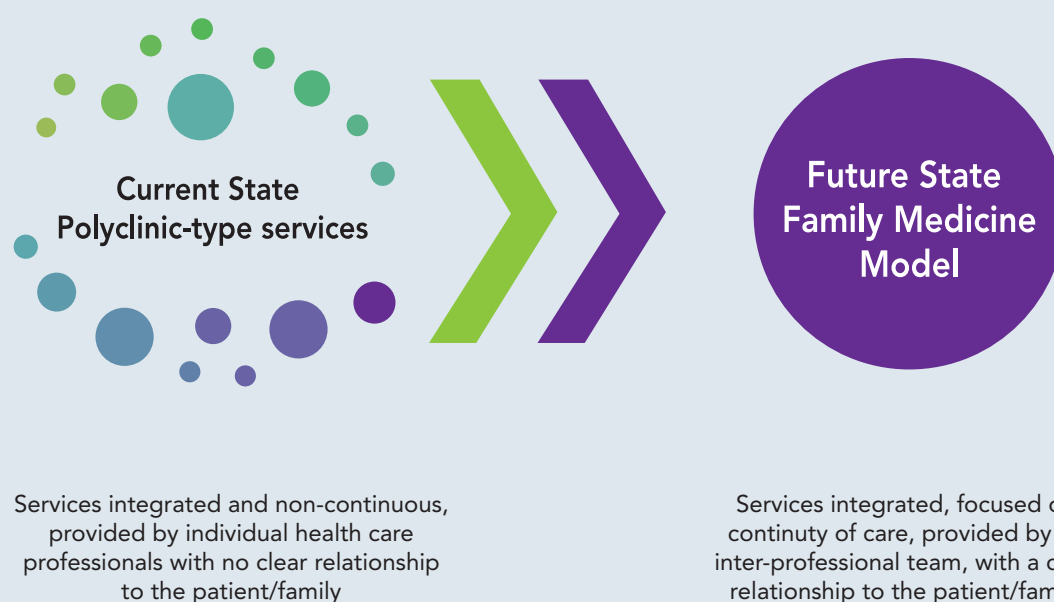 Current State
Polyclinic-type services
Future State
Family Medicine
Model
Services integrated and non-continuous,
provided by individual health care
professionals with no clear relationship
to the patient/family
Services integrated, focused
continuty of care, provided by
inter-professional team, with a
relationship to the